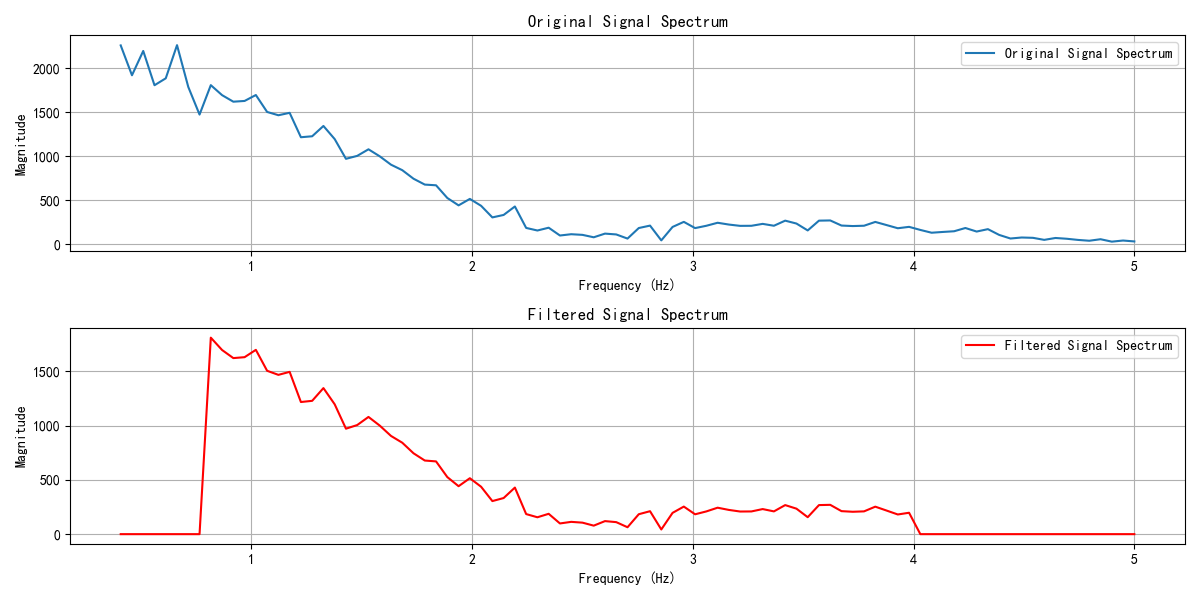 Original Signal Spectrum
Original Signal Spectrum
Magnitude
2000
1500
1000
500
0
1 2 3 4 5
Frequency (Hz)
Filtered Signal Spectrum
Filtered Signal Spectrum
Magnitude
1500
1000
500
0
1 2 3 4 5
Frequency (Hz)